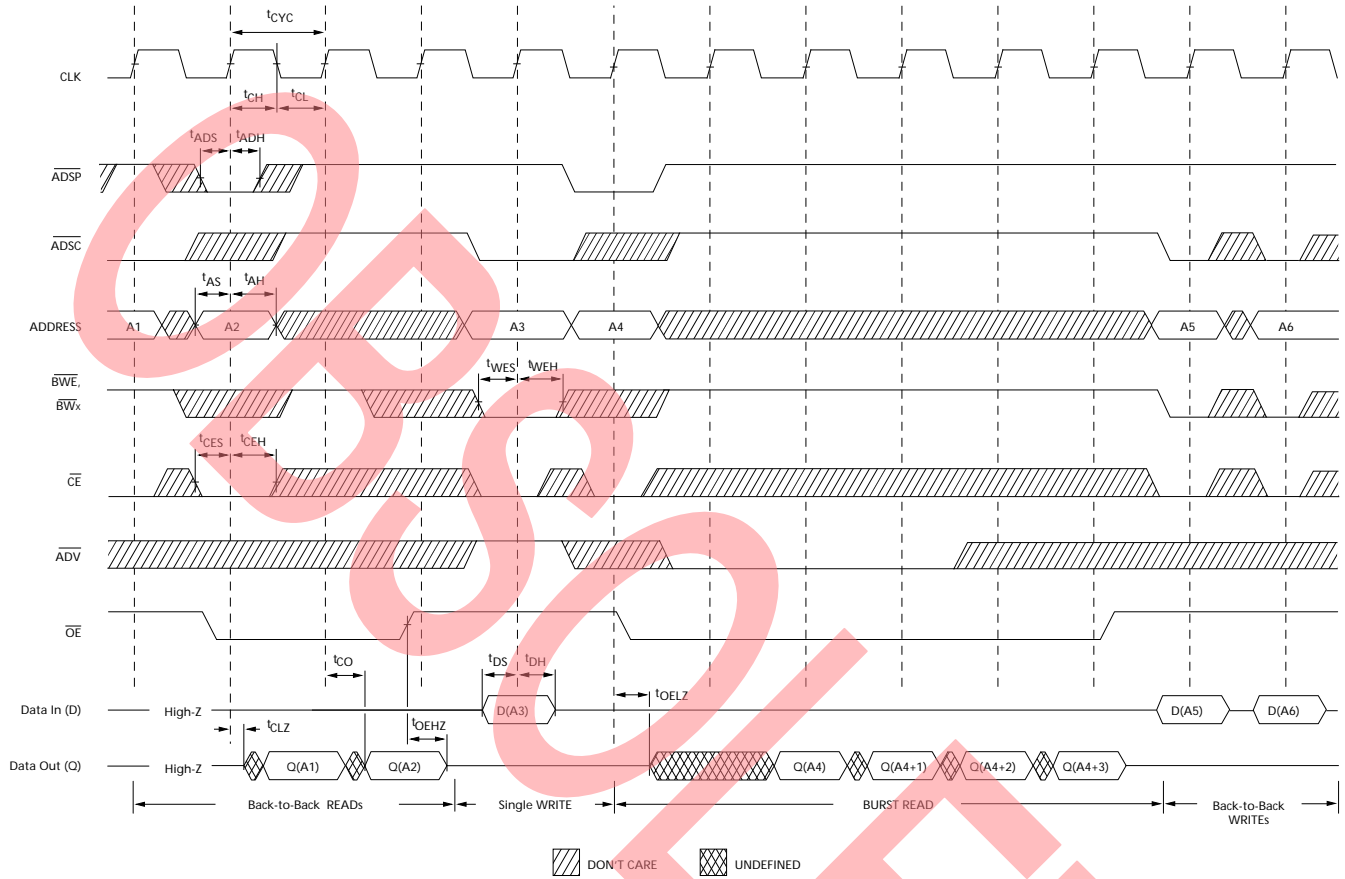 tCYC
CLK
tCH
tCL
tADS
tADH
ADSP
ADSC
tAS
tAH
ADDRESS
A1
A2
A3
A4
A5
A6
BWE,
BWx
tWES
tWEH
tCES
tCEH
CE
ADV
OE
tCO
tDS
tDH
tOELZ
Data In (D)
High-Z
D(A3)
D(A5)
D(A6)
tCLZ
tOEHZ
Data Out (Q)
High-Z
Q(A1)
Q(A2)
Q(A4)
Q(A4+1)
Q(A4+2)
Q(A4+3)
Back-to-Back READs
Single WRITE
BURST READ
Back-to-Back
WRITEs
DON'T CARE
UNDEFINED